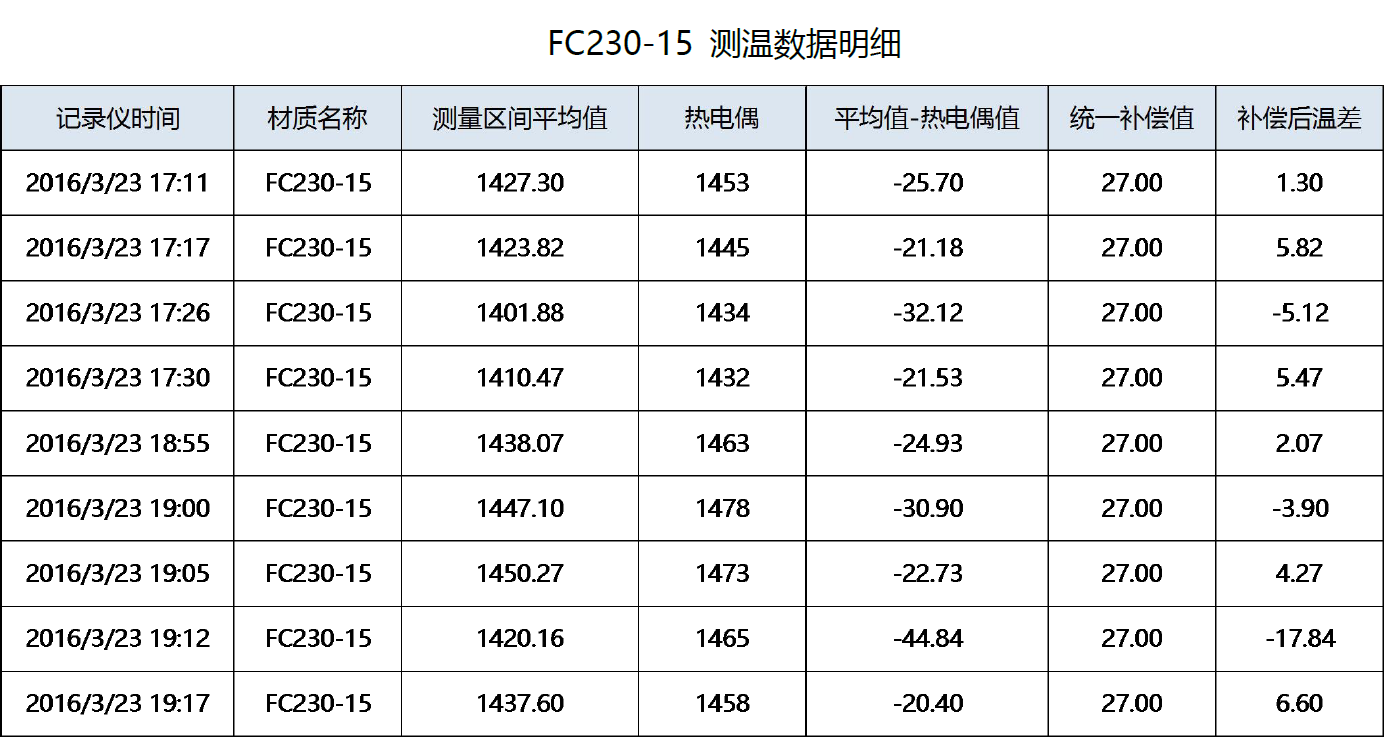 FC230-15 测温数据明细
记录仪时间 材质名称 测量区间平均值 热电偶 平均值-热电偶值 统一补偿值 补偿后温差
2016/3/23 17:11 FC230-15 1427.30 1453 -25.70 27.00 1.30
2016/3/23 17:17 FC230-15 1423.82 1445 -21.18 27.00 5.82
2016/3/23 17:26 FC230-15 1401.88 1434 -32.12 27.00 -5.12
2016/3/23 17:30 FC230-15 1410.47 1432 -21.53 27.00 5.47
2016/3/23 18:55 FC230-15 1438.07 1463 -24.93 27.00 2.07
2016/3/23 19:00 FC230-15 1447.10 1478 -30.90 27.00 -3.90
2016/3/23 19:05 FC230-15 1450.27 1473 -22.73 27.00 4.27
2016/3/23 19:12 FC230-15 1420.16 1465 -44.84 27.00 -17.84
2016/3/23 19:17 FC230-15 1437.60 1458 -20.40 27.00 6.60